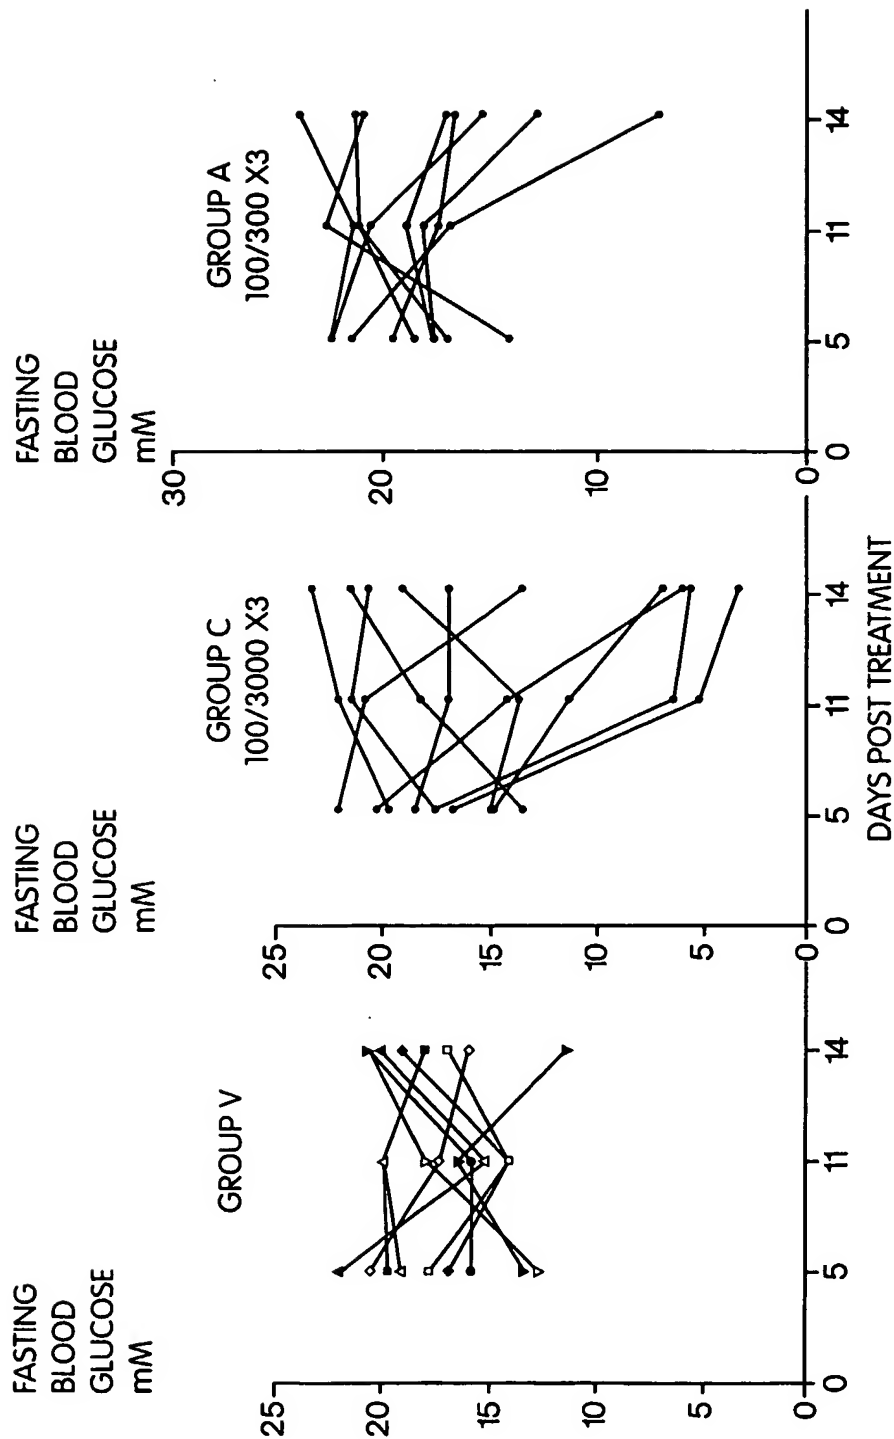 FASTING
BLOOD
GLUCOSE
mM
GROUP V
25
20
15
10
5
0
0
5
11
14
FASTING
BLOOD
GLUCOSE
mM
GROUP C
100/3000 X3
25
20
15
10
5
0
0
5
11
14
DAYS POST TREATMENT
FASTING
BLOOD
GLUCOSE
mM
GROUP A
100/300 X3
30
20
10
0
0
5
11
14